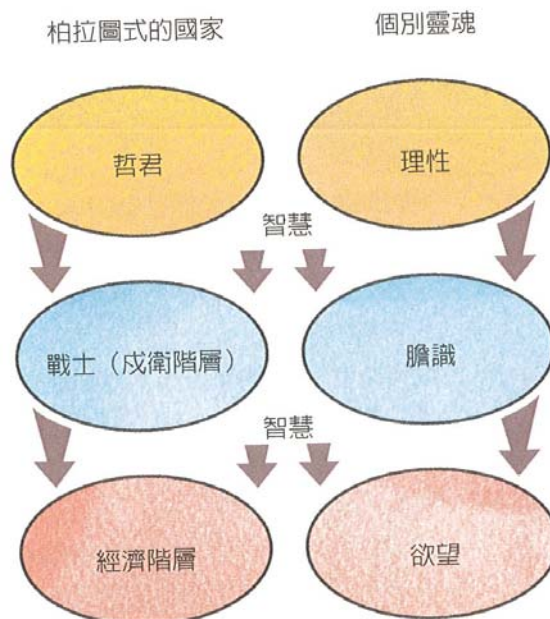 柏拉圖式的國家
個別靈魂
哲君
理性
智慧
戰士（戍衛階層）
膽識
智慧
經濟階層
欲望